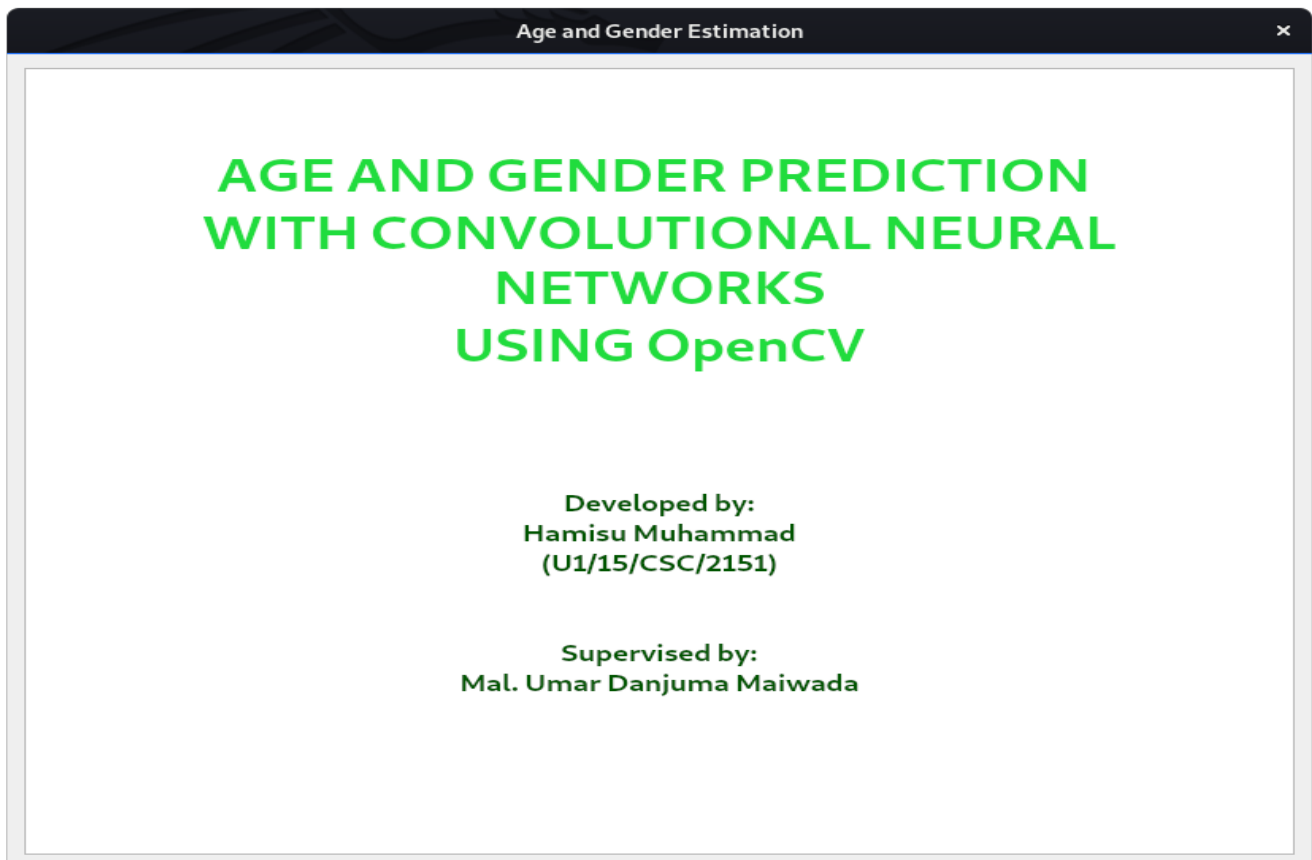 Age and Gender Estimation
×
AGE AND GENDER PREDICTION
WITH CONVOLUTIONAL NEURAL
NETWORKS
USING OpenCV
Developed by:
Hamisu Muhammad
(U1/15/CSC/2151)
Supervised by:
Mal. Umar Danjuma Maiwada